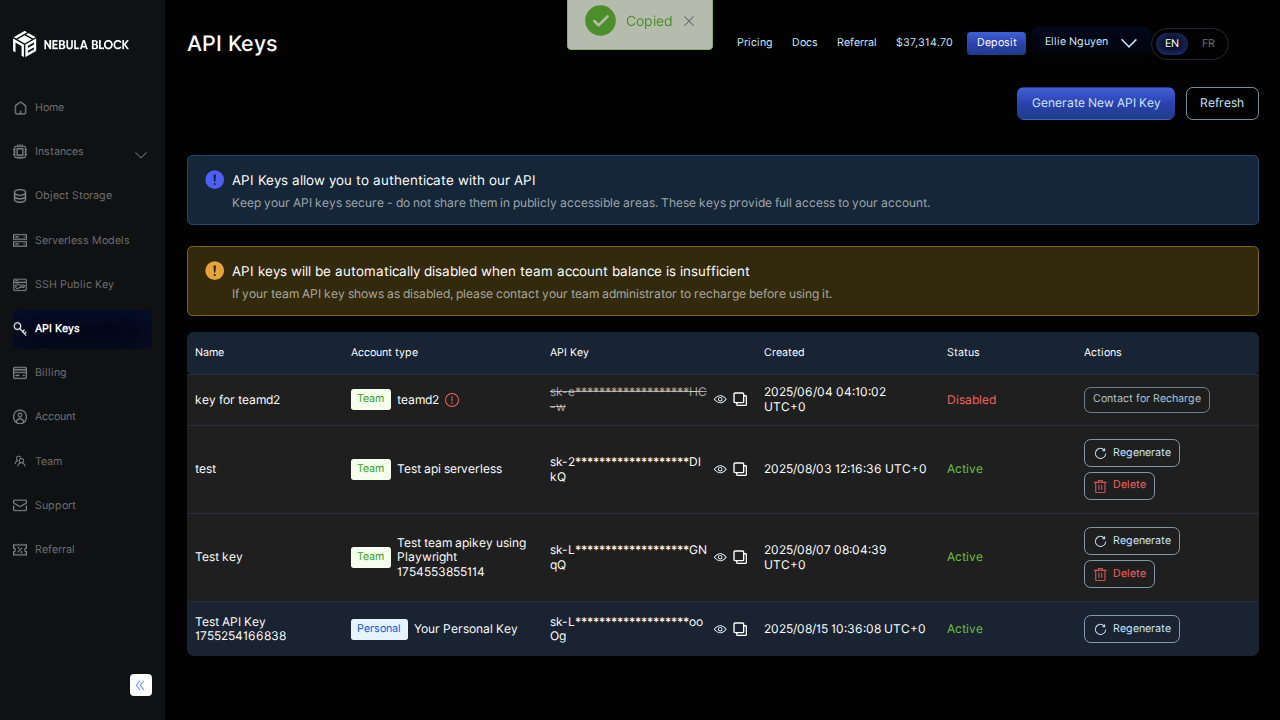 Copied
NEBULA BLOCK
API Keys
Pricing
Docs
Referral
$37,314.70
Deposit
Ellie Nguyen
EN
FR
Home
Instances
Object Storage
Serverless Models
SSH Public Key
API Keys
Billing
Account
Team
Support
Referral
Generate New API Key
Refresh
API Keys allow you to authenticate with our API
Keep your API keys secure - do not share them in publicly accessible areas. These keys provide full access to your account.
API keys will be automatically disabled when team account balance is insufficient
If your team API key shows as disabled, please contact your team administrator to recharge before using it.
Name
Account type
API Key
Created
Status
Actions
key for teamd2
Team
teamd2
sk-e*******************HC
-w
2025/06/04 04:10:02
UTC+0
Disabled
Contact for Recharge
test
Team
Test api serverless
sk-2*******************DI
kQ
2025/08/03 12:16:36 UTC+0
Active
Regenerate
Delete
Test key
Team
Test team apikey using
Playwright
1754553855114
sk-L*******************GN
qQ
2025/08/07 08:04:39
UTC+0
Active
Regenerate
Delete
Test API Key
1755254166838
Personal
Your Personal Key
sk-L*******************oo
Og
2025/08/15 10:36:08 UTC+0
Active
Regenerate